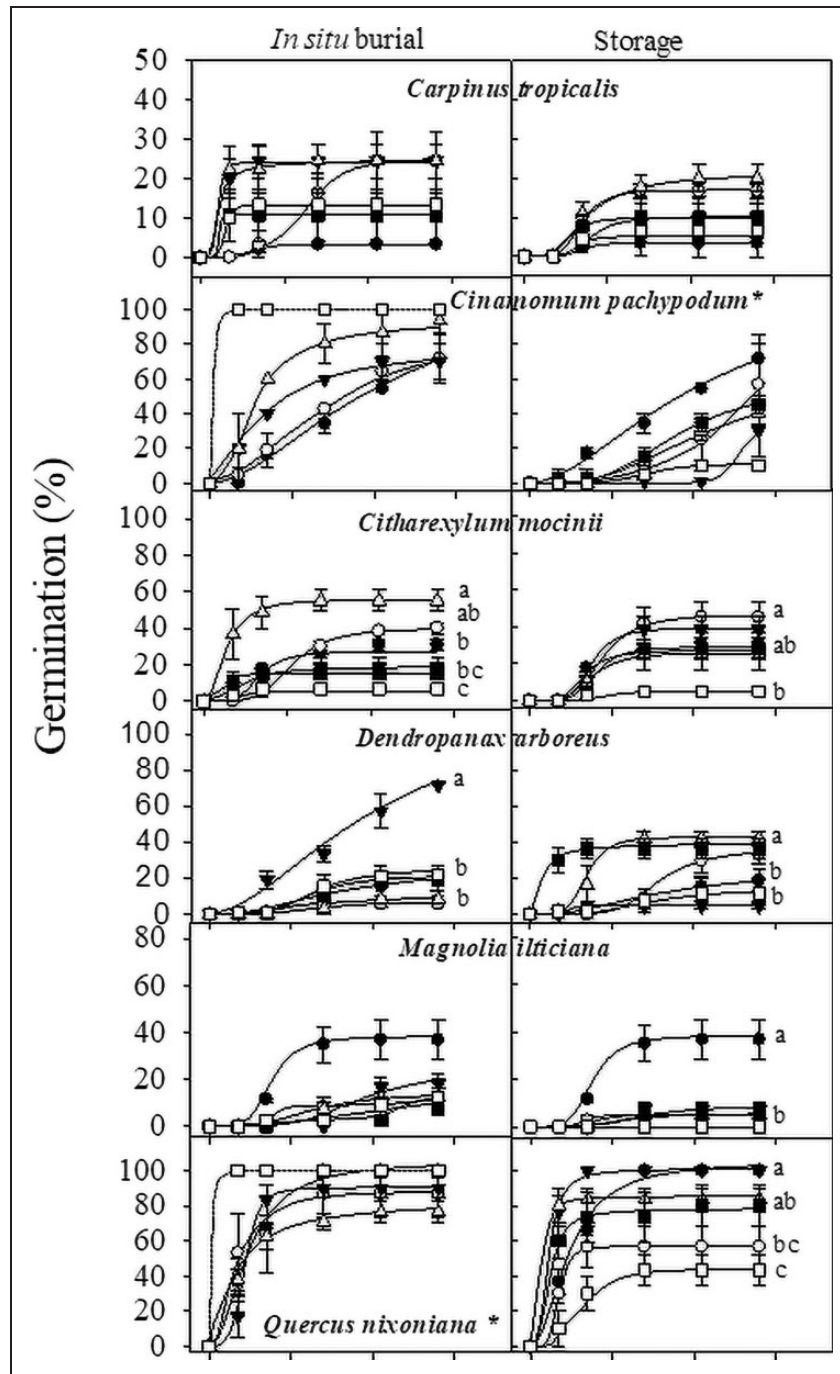 In situ burial Storage
50
Carpinus tropicalis
40
30
20
10
0
100
Cinamomum pachypodum *
80
60
40
20
0
100
Citharexylum mocinii
80
60
40
20
0
a
ab
b
bc
c
a
ab
b
100
Dendropanax arboreus
80
60
40
20
0
a
b
b
a
b
b
80
Magnolia ilticiana
60
40
20
0
a
b
100
80
60
40
20
0
Quercus nixoniana *
a
ab
bc
c
Germination (%)